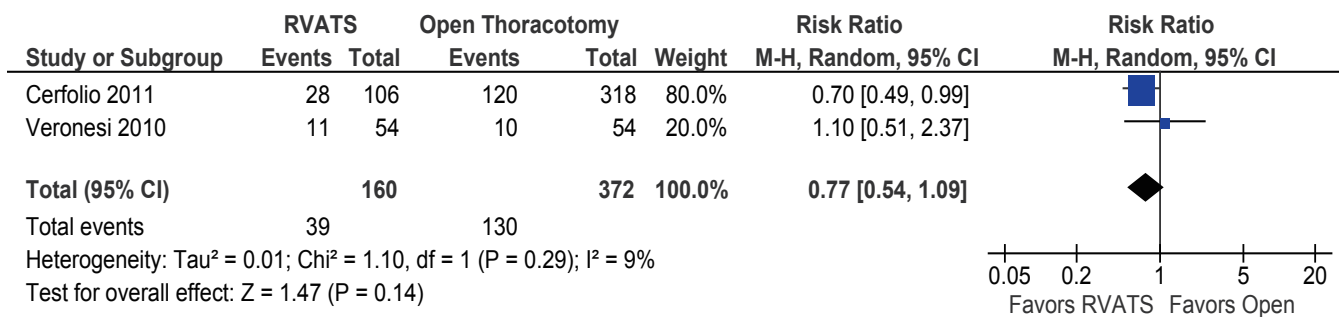 RVATS Open Thoracotomy Risk Ratio Risk Ratio
Study or Subgroup Events Total Events Total Weight M-H, Random, 95% CI M-H, Random, 95% CI
Cerfolio 2011 28 106 120 318 80.0% 0.70 [0.49, 0.99]
Veronesi 2010 11 54 10 54 20.0% 1.10 [0.51, 2.37]
Total (95% CI) 160 372 100.0% 0.77 [0.54, 1.09]
Total events 39 130
Heterogeneity: Tau² = 0.01; Chi² = 1.10, df = 1 (P = 0.29); I² = 9%
Test for overall effect: Z = 1.47 (P = 0.14)
0.05 0.2 1 5 20
Favors RVATS Favors Open